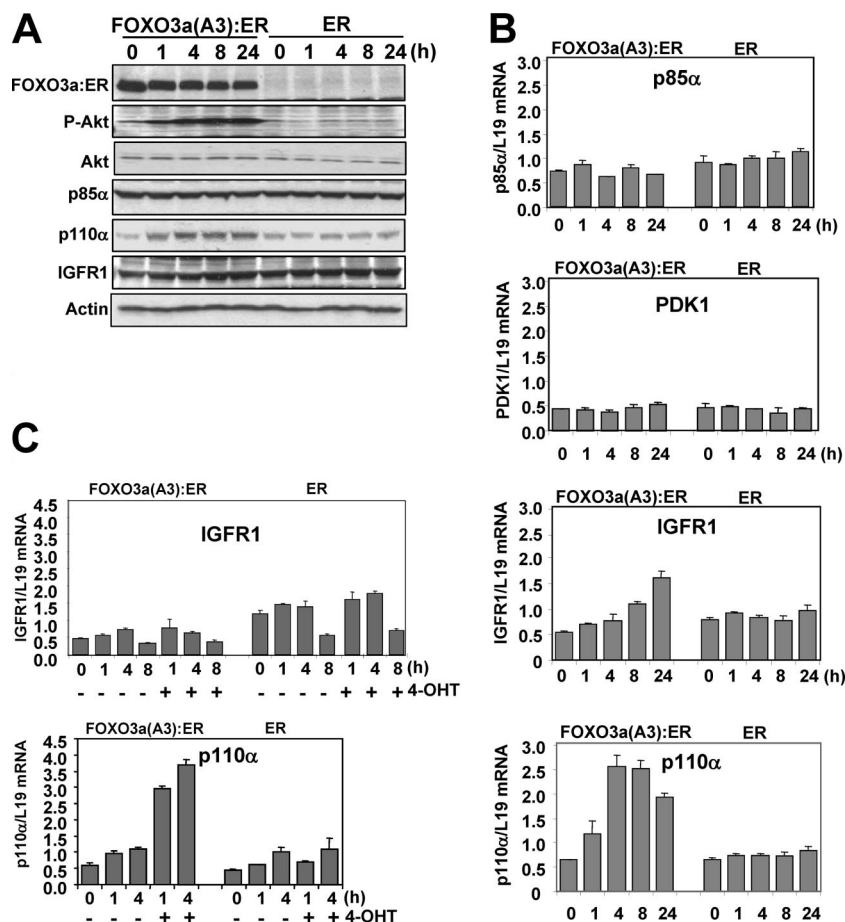 A
FOXO3a(A3):ER ER
0 1 4 8 24 0 1 4 8 24 (h)
FOXO3a:ER
P-Akt
Akt
p85α
p110α
IGFR1
Actin
B
FOXO3a(A3):ER ER
p85α
p85α/L19 mRNA
3.0
2.5
2.0
1.5
1.0
0.5
0
0 1 4 8 24 0 1 4 8 24 (h)
FOXO3a(A3):ER ER
PDK1
PDK1/L19 mRNA
3.0
2.5
2.0
1.5
1.0
0.5
0
0 1 4 8 24 0 1 4 8 24 (h)
FOXO3a(A3):ER ER
IGFR1
IGFR1/L19 mRNA
3.0
2.5
2.0
1.5
1.0
0.5
0
0 1 4 8 24 0 1 4 8 24 (h)
FOXO3a(A3):ER ER
p110α
p110α/L19 mRNA
3.0
2.5
2.0
1.5
1.0
0.5
0
0 1 4 8 24 0 1 4 8 24 (h)
C
FOXO3a(A3):ER ER
IGFR1
IGFR1/L19 mRNA
4.5
4.0
3.5
3.0
2.5
2.0
1.5
1.0
0.5
0.0
0 1 4 8 1 4 8 0 1 4 8 1 4 8 (h)
- - - - + + + - - - - + + + 4-OHT
FOXO3a(A3):ER ER
p110α
p110α/L19 mRNA
4.5
4.0
3.5
3.0
2.5
2.0
1.5
1.0
0.5
0.0
0 1 4 1 4 0 1 4 1 4 (h)
- - - + + - - - + + 4-OHT